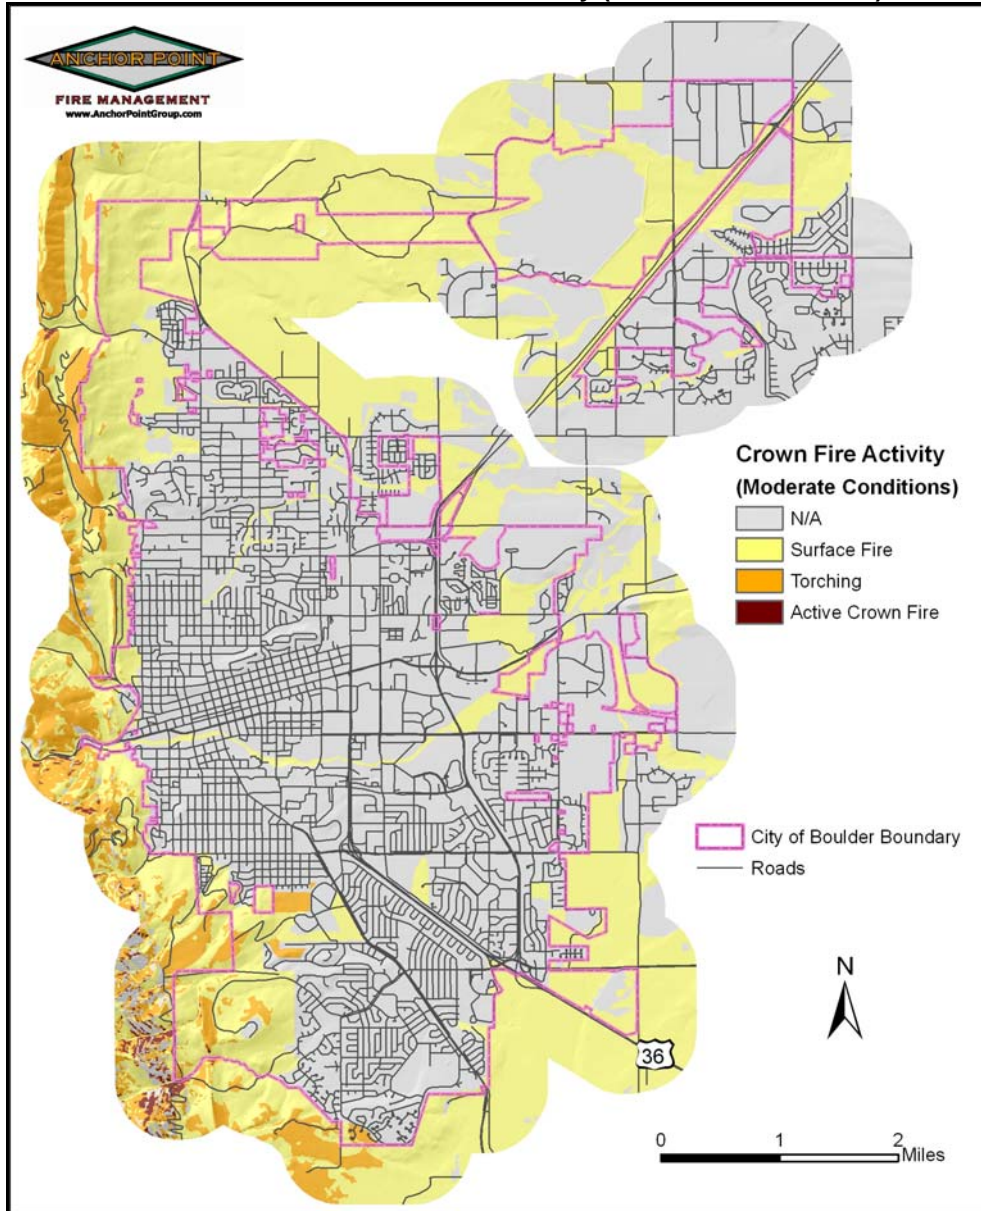 ANCHOR POINT
FIRE MANAGEMENT
www.AnchorPointGroup.com
Crown Fire Activity
(Moderate Conditions)
N/A
Surface Fire
Torching
Active Crown Fire
City of Boulder Boundary
Roads
N
36
0 1 2
Miles